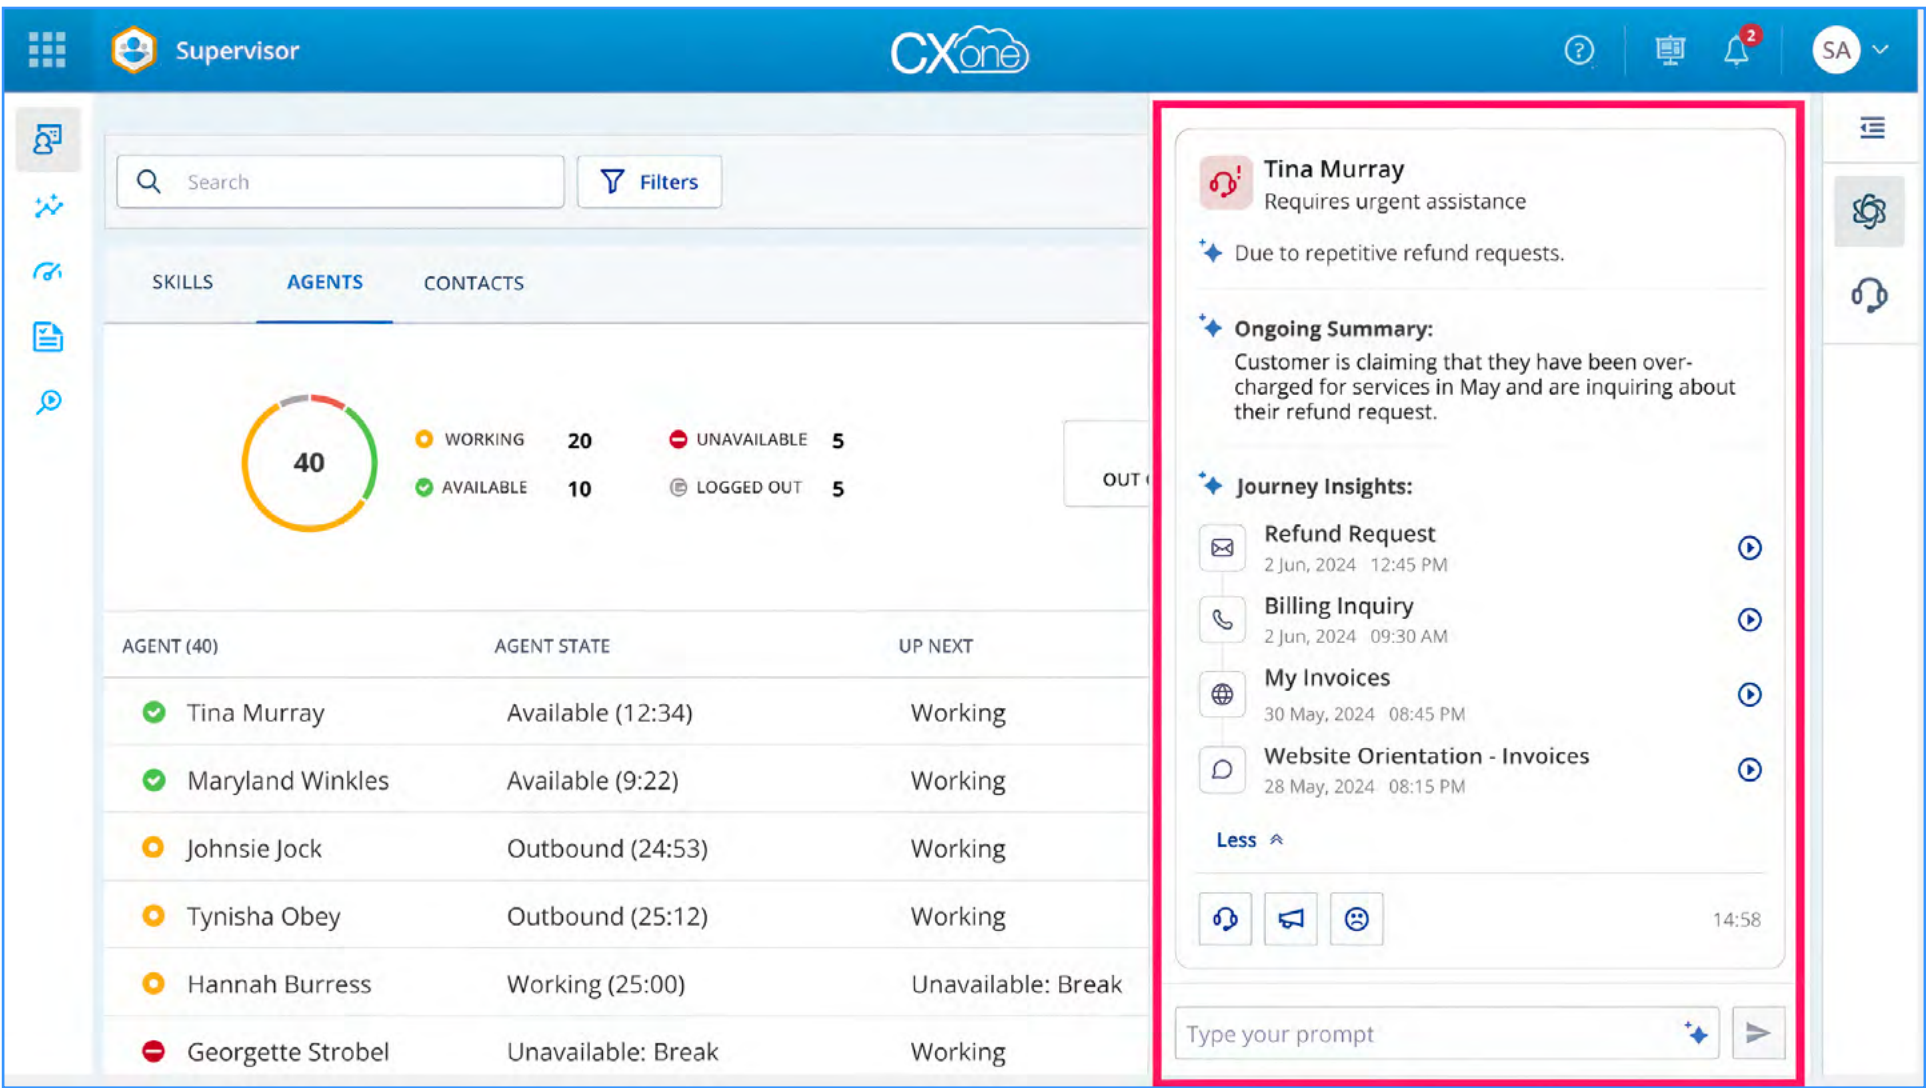 Supervisor
CXone
2
SA
Search
Filters
SKILLS
AGENTS
CONTACTS
40
WORKING 20
UNAVAILABLE 5
AVAILABLE 10
LOGGED OUT 5
OUT
AGENT (40) AGENT STATE UP NEXT
Tina Murray Available (12:34) Working
Maryland Winkles Available (9:22) Working
Johnsie Jock Outbound (24:53) Working
Tynisha Obey Outbound (25:12) Working
Hannah Burress Working (25:00) Unavailable: Break
Georgette Strobel Unavailable: Break Working
Tina Murray
Requires urgent assistance
Due to repetitive refund requests.
Ongoing Summary:
Customer is claiming that they have been over-
charged for services in May and are inquiring about
their refund request.
Journey Insights:
Refund Request
2 Jun, 2024 12:45 PM
Billing Inquiry
2 Jun, 2024 09:30 AM
My Invoices
30 May, 2024 08:45 PM
Website Orientation - Invoices
28 May, 2024 08:15 PM
Less
14:58
Type your prompt